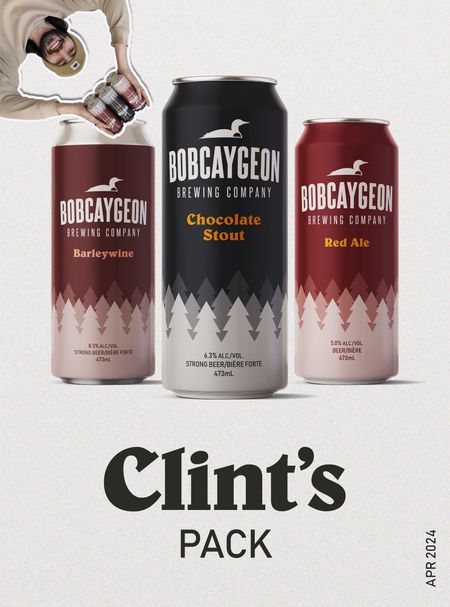 BOBCAYGEON
BREWING COMPANY
Barleywine
8.5% ALC/VOL.
STRONG BEER/BIÈRE FORTE
473mL
BOBCAYGEON
BREWING COMPANY
Chocolate
Stout
6.3% ALC/VOL.
STRONG BEER/BIÈRE FORTE
473mL
BOBCAYGEON
BREWING COMPANY
Red Ale
5.0% ALC/VOL.
BEER/BIÈRE
473mL
Clint's
PACK
APR 2024